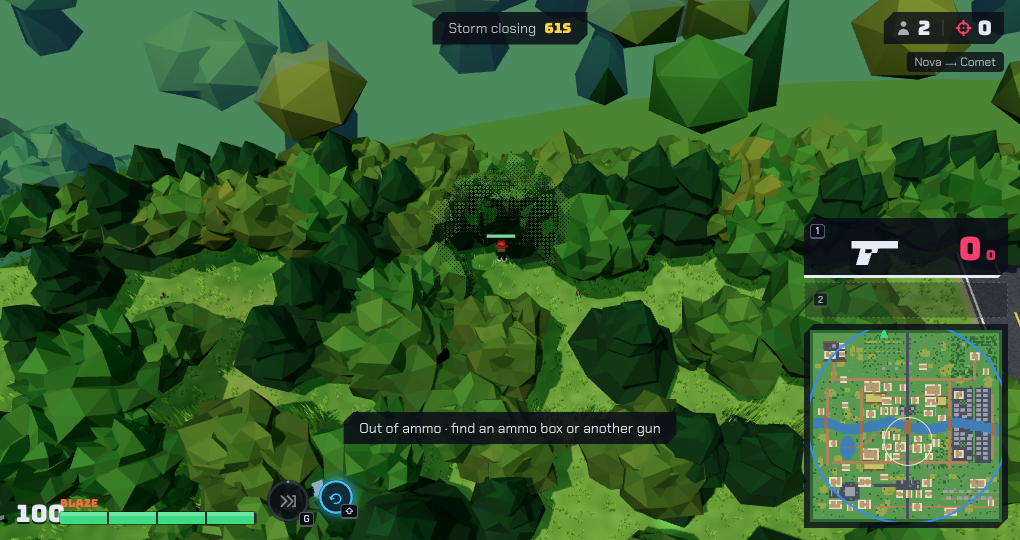 Storm closing 61S
2 0
Nova → Comet
1
0 0
2
Out of ammo · find an ammo box or another gun
100 BLAZE
G